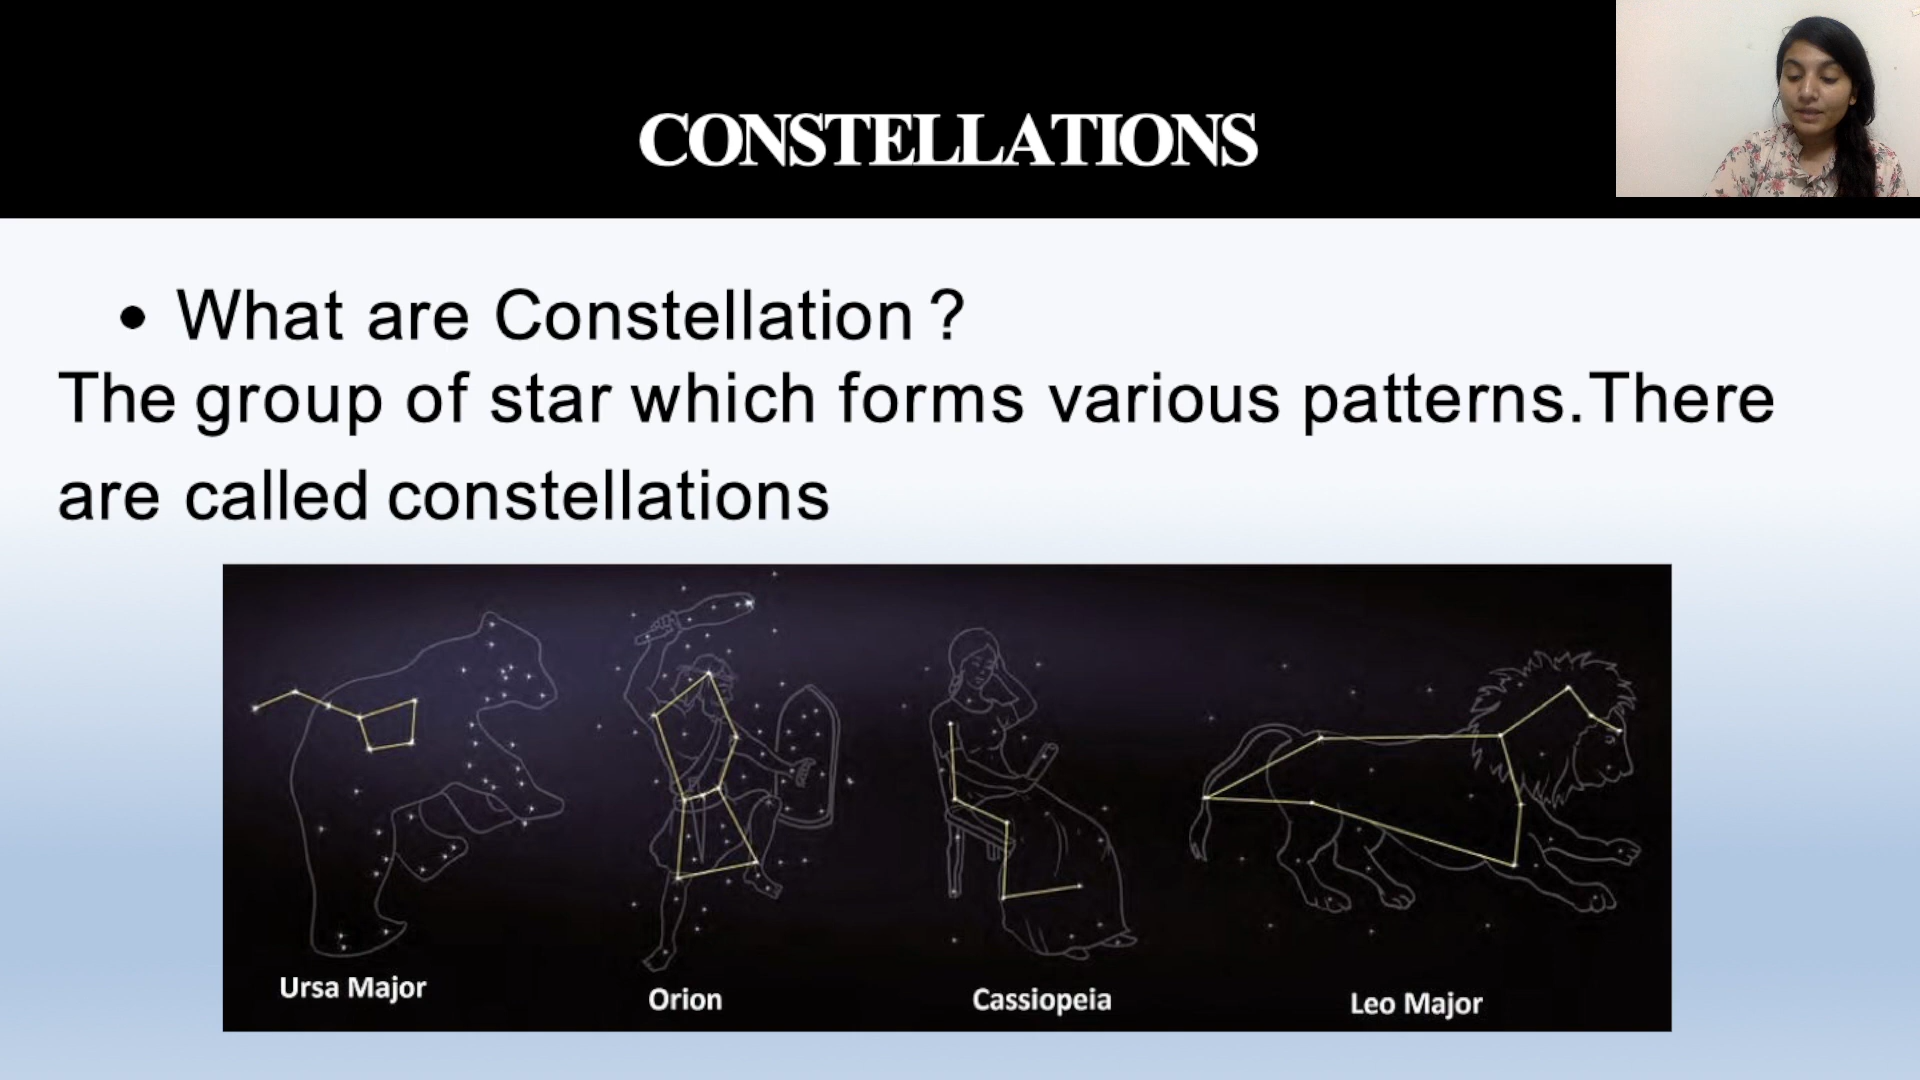 CONSTELLATIONS
• What are Constellation ?
The group of star which forms various patterns.There
are called constellations
Ursa Major
Orion
Cassiopeia
Leo Major